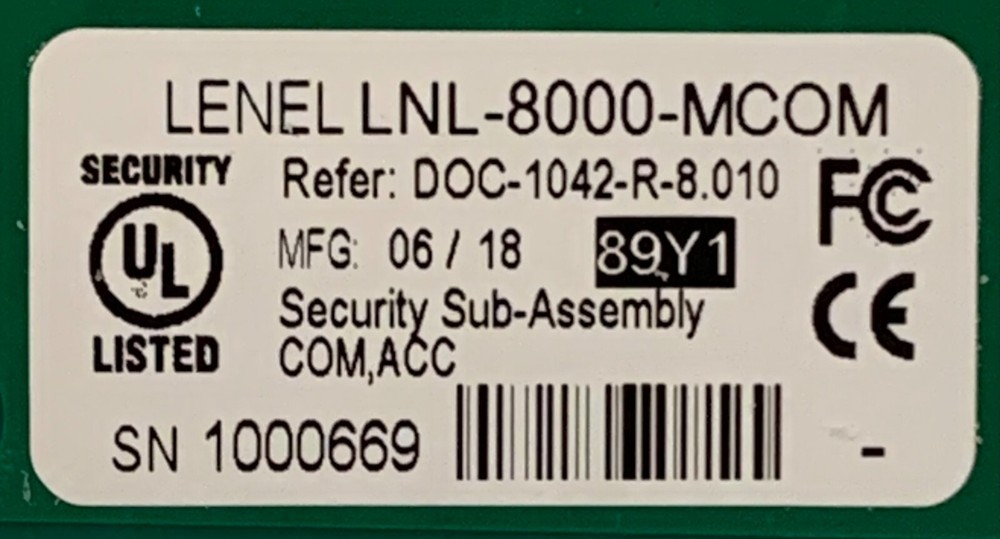 LENEL LNL-8000-MCOM
SECURITY
Refer: DOC-1042-R-8.010
FC
UL
MFG: 06 / 18 89Y1
Security Sub-Assembly
CE
LISTED
COM,ACC
SN 1000669
-